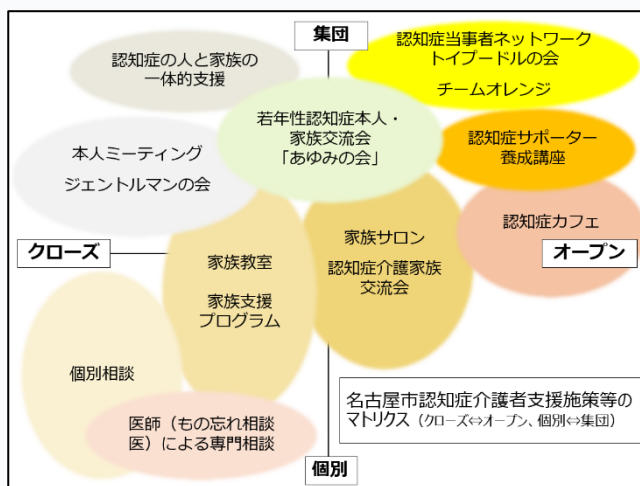 集団
認知症の人と家族の
一体的支援
認知症当事者ネットワーク
トイプードルの会
チームオレンジ
若年性認知症本人・
家族交流会
「あゆみの会」
認知症サポーター
養成講座
本人ミーティング
ジェントルマンの会
認知症カフェ
クローズ
オープン
家族教室
家族支援
プログラム
家族サロン
認知症介護家族
交流会
個別相談
医師（もの忘れ相談
医）による専門相談
名古屋市認知症介護者支援施策等の
マトリクス（クローズ⇔オープン、個別⇔集団）
個別